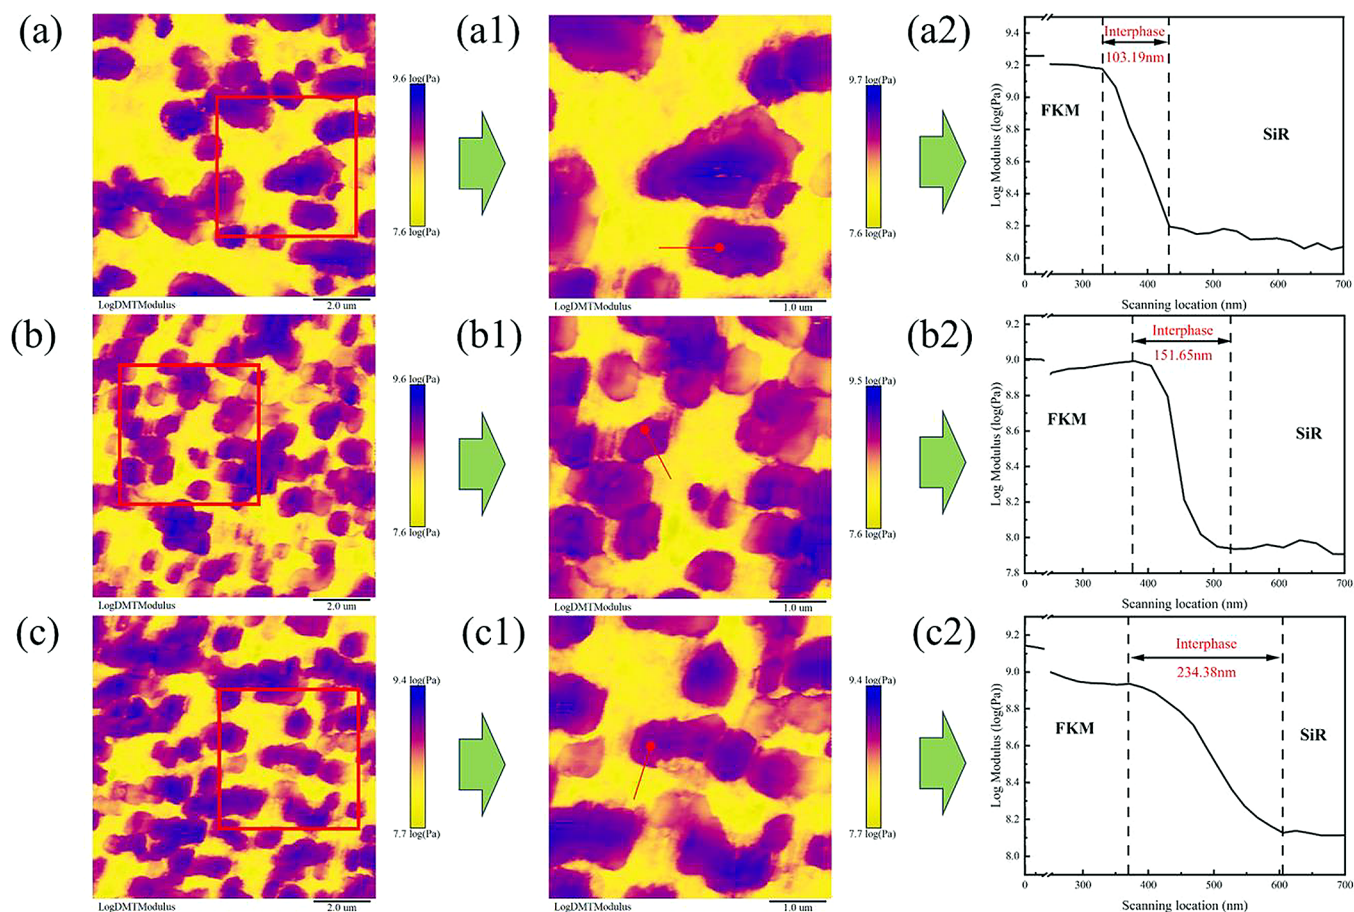 (a)
9.6 log(Pa)
7.6 log(Pa)
LogDMTModulus
2.0 um
(a1)
9.7 log(Pa)
7.6 log(Pa)
LogDMTModulus
1.0 um
(a2)
Log Modulus (log(Pa)
9.4
9.2
9.0
8.8
8.6
8.4
8.2
8.0
Interphase
103.19nm
FKM
SiR
0 300 400 500 600 700
Scanning location (nm)
(b)
9.6 log(Pa)
7.6 log(Pa)
LogDMTModulus
2.0 um
(b1)
9.5 log(Pa)
7.6 log(Pa)
LogDMTModulus
1.0 um
(b2)
Log Modulus (log(Pa))
9.2
9.0
8.8
8.6
8.4
8.2
8.0
7.8
Interphase
151.65nm
FKM
SiR
0 300 400 500 600 700
Scanning location (nm)
(c)
9.4 log(Pa)
7.7 log(Pa)
LogDMTModulus
2.0 um
(c1)
9.4 log(Pa)
7.7 log(Pa)
LogDMTModulus
1.0 um
(c2)
Log Modulus (log(Pa))
9.2
9.0
8.8
8.6
8.4
8.2
8.0
Interphase
234.38nm
FKM
SiR
0 300 400 500 600 700
Scanning location (nm)